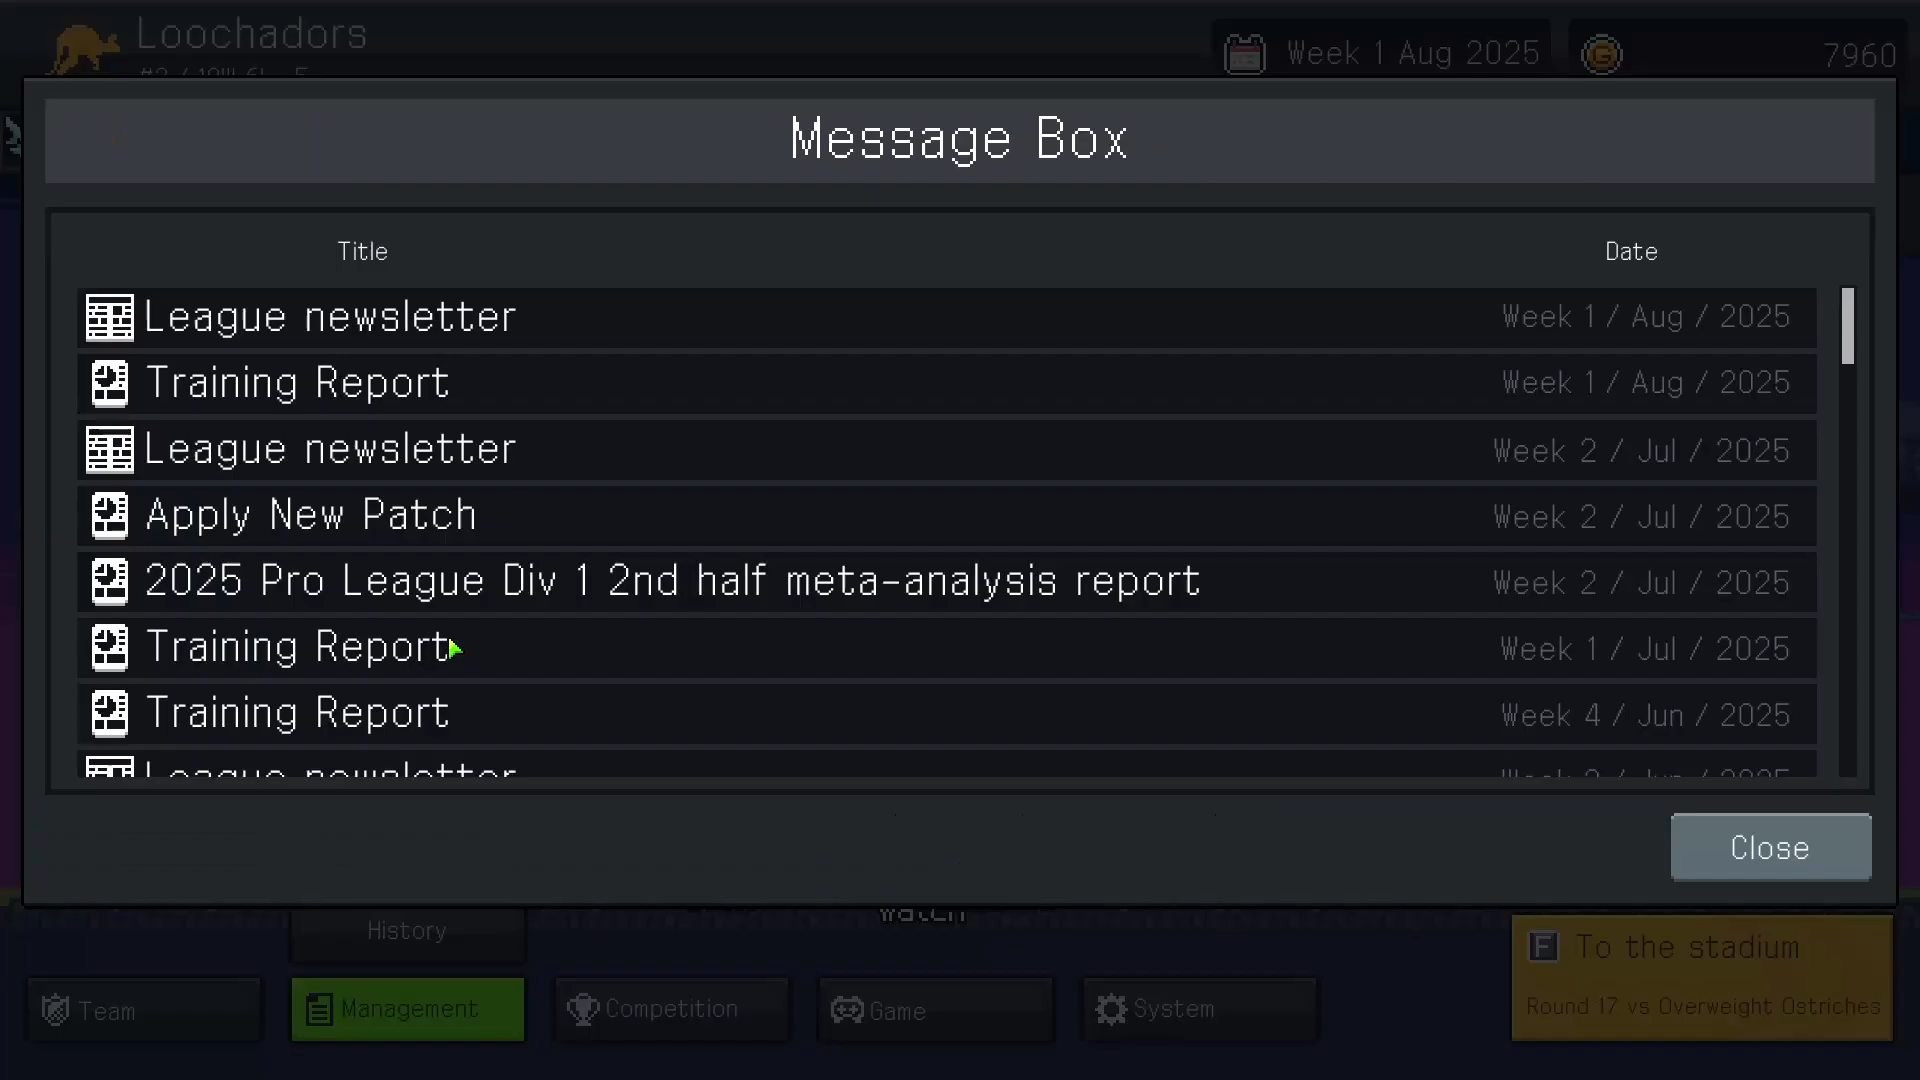 Loochadors
Week 1 Aug 2025
7960
Message Box
Title
Date
League newsletter
Week 1 / Aug / 2025
Training Report
Week 1 / Aug / 2025
League newsletter
Week 2 / Jul / 2025
Apply New Patch
Week 2 / Jul / 2025
2025 Pro League Div 1 2nd half meta-analysis report
Week 2 / Jul / 2025
Training Report
Week 1 / Jul / 2025
Training Report
Week 4 / Jun / 2025
League newsletter
Close
watch
History
F To the stadium
Round 17 vs Overweight Ostriches
Team
Management
Competition
Game
System